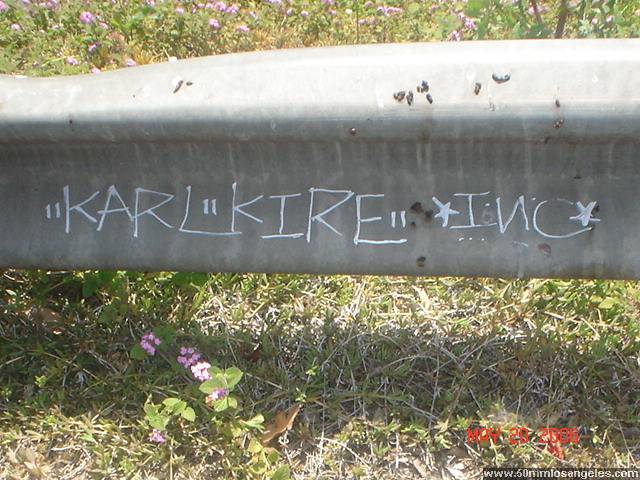 "KARL" KIRE" *INC*
MAY 20 2006
www.50mmlosangeles.com